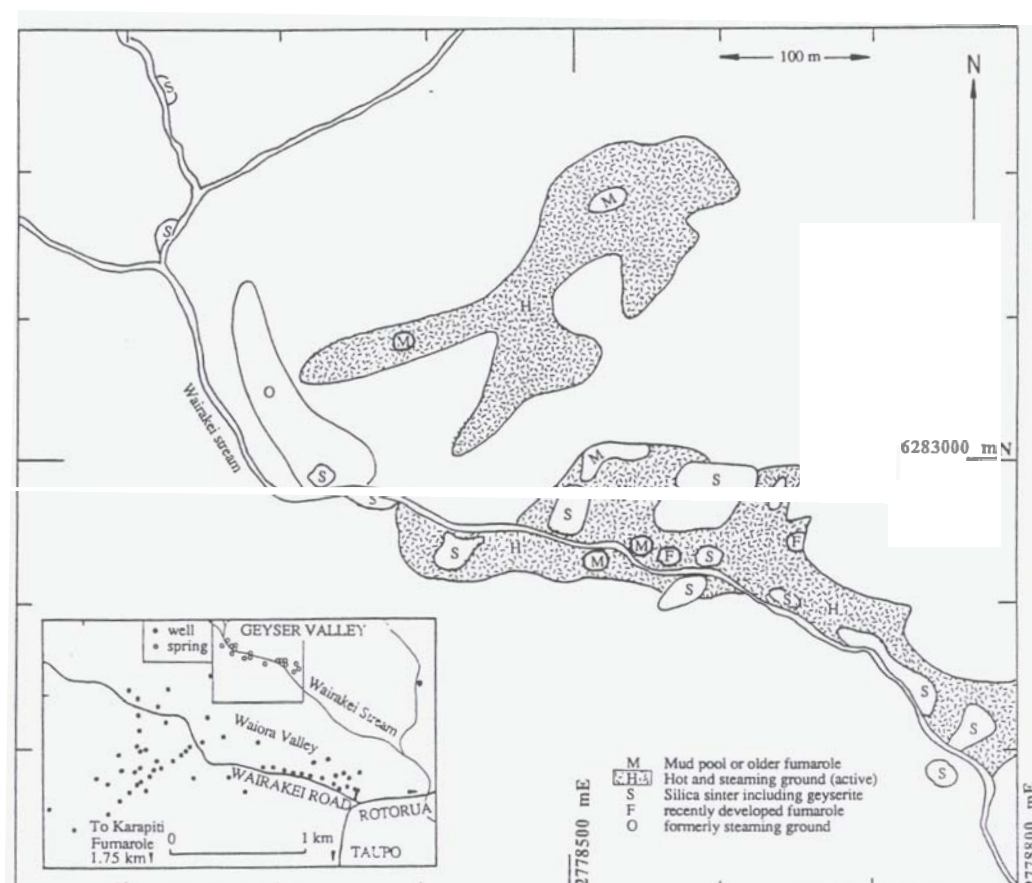 100 m
N
S
M
S
H
M
O
Wairakei stream
6283000 mN
M
S
S
S
S
H
M
M
F
S
F
S
S
H
S
S
S
well
spring
GEYSER VALLEY
Wairakei Stream
Waiora Valley
WAIRAKEI ROAD
ROTORUA
To Karapiti
Fumarole
1.75 km
0 1 km
TAUPO
M Mud pool or older fumarole
H Hot and steaming ground (active)
S Silica sinter including geyserite
F recently developed fumarole
O formerly steaming ground
2778500 mE
2778800 mE